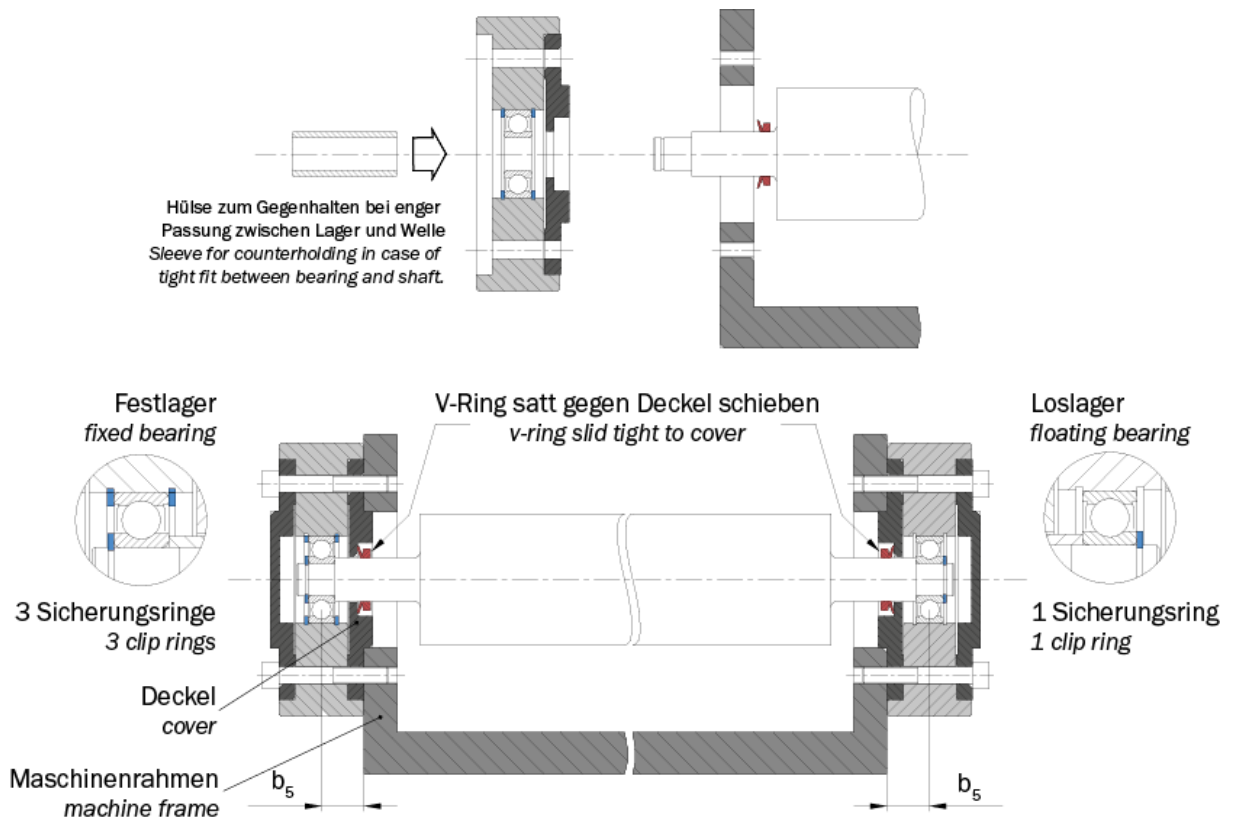 Hülse zum Gegenhalten bei enger
Passung zwischen Lager und Welle
Sleeve for counterholding in case of
tight fit between bearing and shaft.
Festlager
fixed bearing
V-Ring satt gegen Deckel schieben
v-ring slid tight to cover
Loslager
floating bearing
3 Sicherungsringe
3 clip rings
1 Sicherungsring
1 clip ring
Deckel
cover
Maschinenrahmen
machine frame
b5
b5